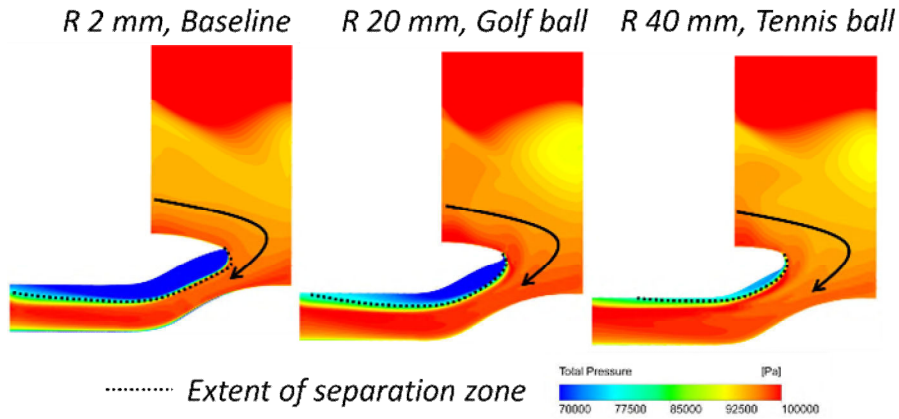 R 2 mm, Baseline
R 20 mm, Golf ball
R 40 mm, Tennis ball
Extent of separation zone
Total Pressure [Pa]
70000 77500 85000 92500 100000